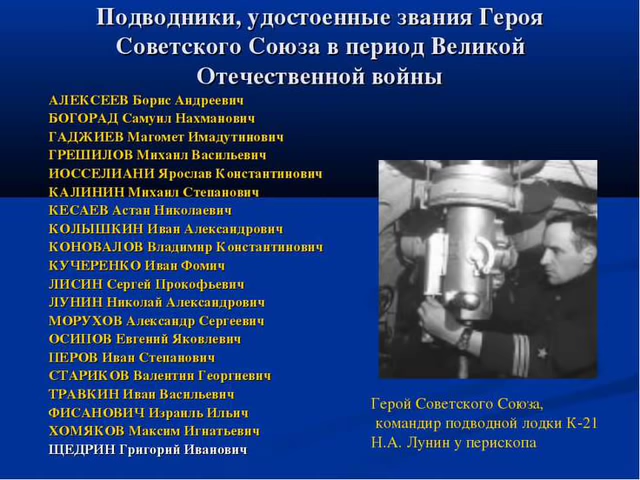 Подводники, удостоенные звания Героя
Советского Союза в период Великой
Отечественной войны
АЛЕКСЕЕВ Борис Андреевич
БОГОРАД Самуил Нахманович
ГАДЖИЕВ Магомет Имадутинович
ГРЕШИЛОВ Михаил Васильевич
ИОССЕЛИАНИ Ярослав Константинович
КАЛИНИН Михаил Степанович
КЕСАЕВ Астан Николаевич
КОЛЫШКИН Иван Александрович
КОНОВАЛОВ Владимир Константинович
КУЧЕРЕНКО Иван Фомич
ЛИСИН Сергей Прокофьевич
ЛУНИН Николай Александрович
МОРУХОВ Александр Сергеевич
ОСИПОВ Евгений Яковлевич
ПЕРОВ Иван Степанович
СТАРИКОВ Валентин Георгиевич
ТРАВКИН Иван Васильевич
ФИСАНОВИЧ Израиль Ильич
ХОМЯКОВ Максим Игнатьевич
ЩЕДРИН Григорий Иванович
Герой Советского Союза,
командир подводной лодки К-21
Н.А. Лунин у перископа